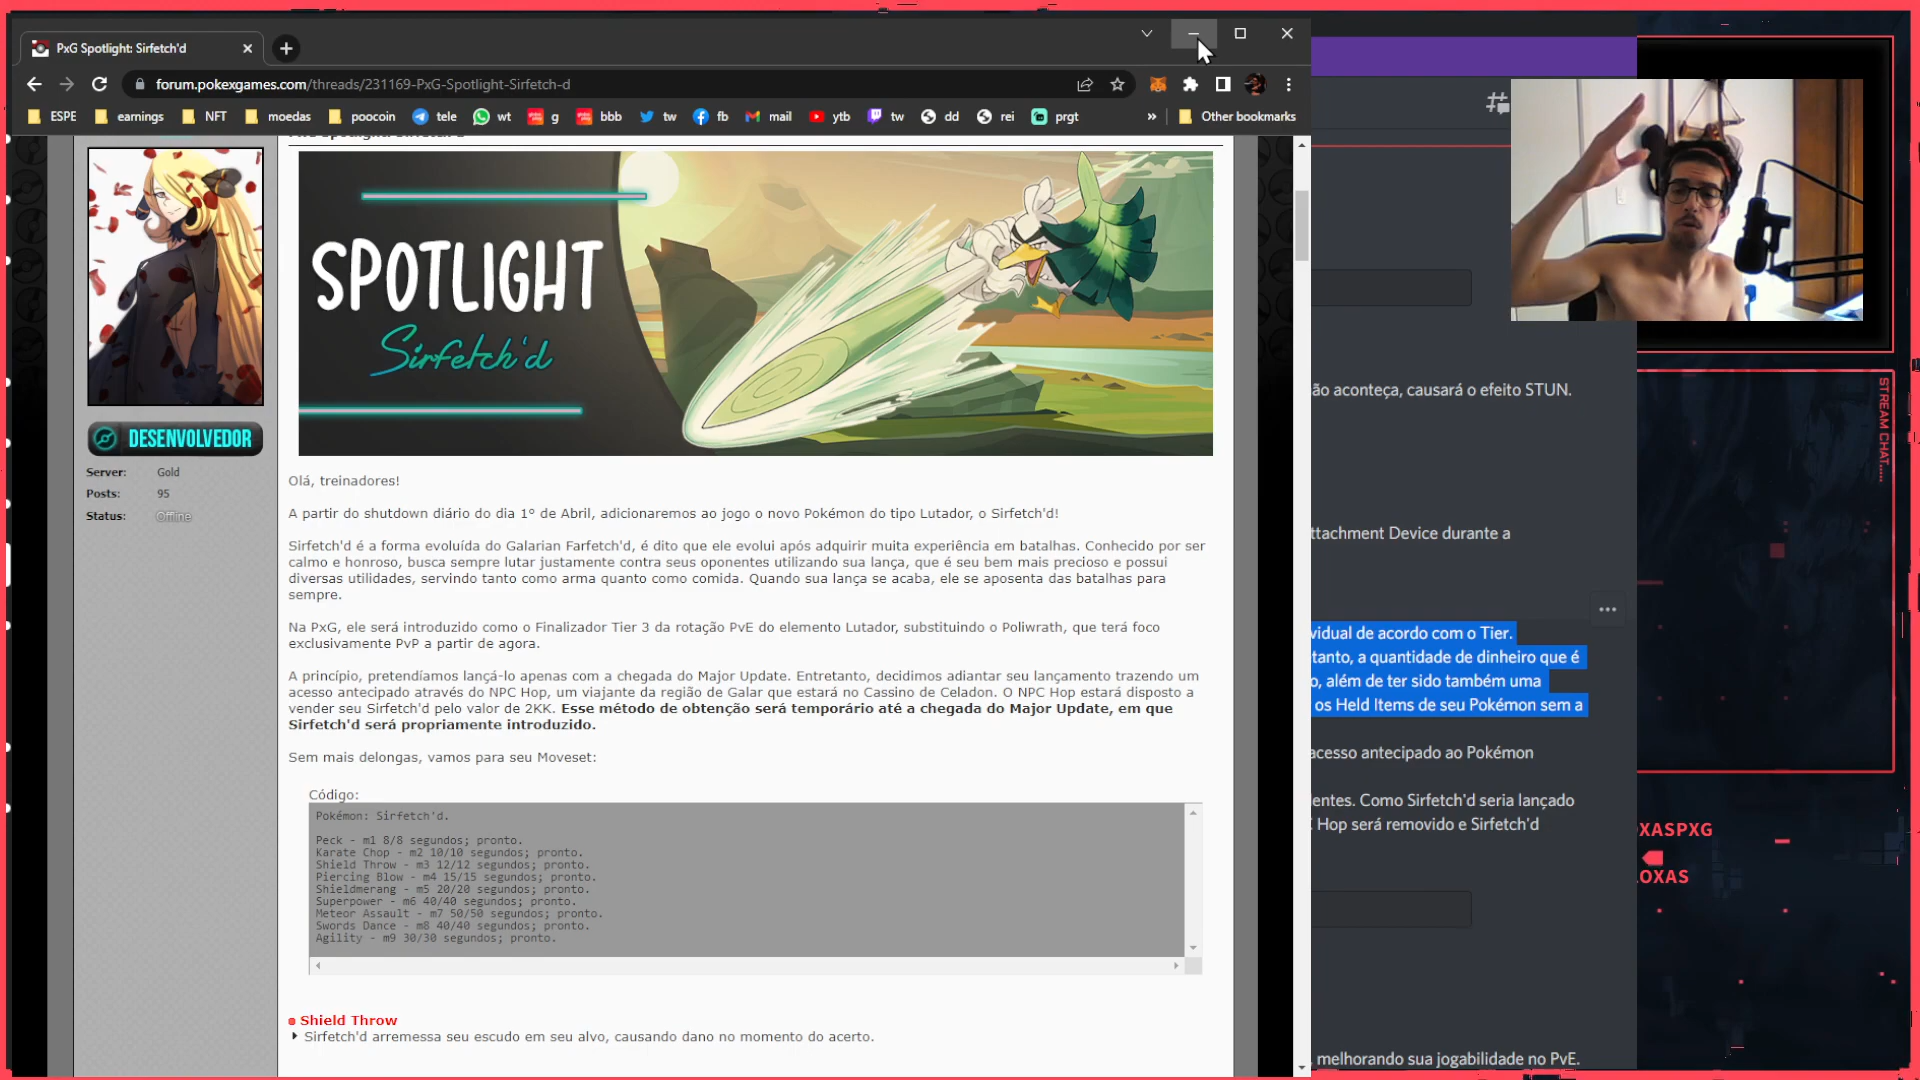 PxG Spotlight: Sirfetch'd
forum.pokexgames.com/threads/231169-PxG-Spotlight-Sirfetch-d
ESPE earnings NFT moedas poocoin tele wt g bbb tw fb mail ytb tw dd rei prgt » Other bookmarks
SPOTLIGHT
Sirfetch'd
DESENVOLVEDOR
Server: Gold
Posts: 95
Status: Offline
Olá, treinadores!
A partir do shutdown diário do dia 1º de Abril, adicionaremos ao jogo o novo Pokémon do tipo Lutador, o Sirfetch'd!
Sirfetch'd é a forma evoluída do Galarian Farfetch'd, é dito que ele evolui após adquirir muita experiência em batalhas. Conhecido por ser
calmo e honroso, busca sempre lutar justamente contra seus oponentes utilizando sua lança, que é seu bem mais precioso e possui
diversas utilidades, servindo tanto como arma quanto como comida. Quando sua lança se acaba, ele se aposenta das batalhas para
sempre.
Na PxG, ele será introduzido como o Finalizador Tier 3 da rotação PvE do elemento Lutador, substituindo o Poliwrath, que terá foco
exclusivamente PvP a partir de agora.
A princípio, pretendíamos lançá-lo apenas com a chegada do Major Update. Entretanto, decidimos adiantar seu lançamento trazendo um
acesso antecipado através do NPC Hop, um viajante da região de Galar que estará no Cassino de Celadon. O NPC Hop estará disposto a
vender seu Sirfetch'd pelo valor de 2KK. Esse método de obtenção será temporário até a chegada do Major Update, em que
Sirfetch'd será propriamente introduzido.
Sem mais delongas, vamos para seu Moveset:
Código:
Pokémon: Sirfetch'd.
Peck - m1 8/8 segundos; pronto.
Karate Chop - m2 10/10 segundos; pronto.
Shield Throw - m3 12/12 segundos; pronto.
Piercing Blow - m4 15/15 segundos; pronto.
Shieldmerang - m5 20/20 segundos; pronto.
Superpower - m6 40/40 segundos; pronto.
Meteor Assault - m7 50/50 segundos; pronto.
Swords Dance - m8 40/40 segundos; pronto.
Agility - m9 30/30 segundos; pronto.
Shield Throw
Sirfetch'd arremessa seu escudo em seu alvo, causando dano no momento do acerto.
ão aconteça, causará o efeito STUN.
ttachment Device durante a
vidual de acordo com o Tier.
tanto, a quantidade de dinheiro que é
o, além de ter sido também uma
os Held Items de seu Pokémon sem a
acesso antecipado ao Pokémon
entes. Como Sirfetch'd seria lançado
Hop será removido e Sirfetch'd
melhorando sua jogabilidade no PvE.
STREAM CHAT.....
XASPXG
OXAS